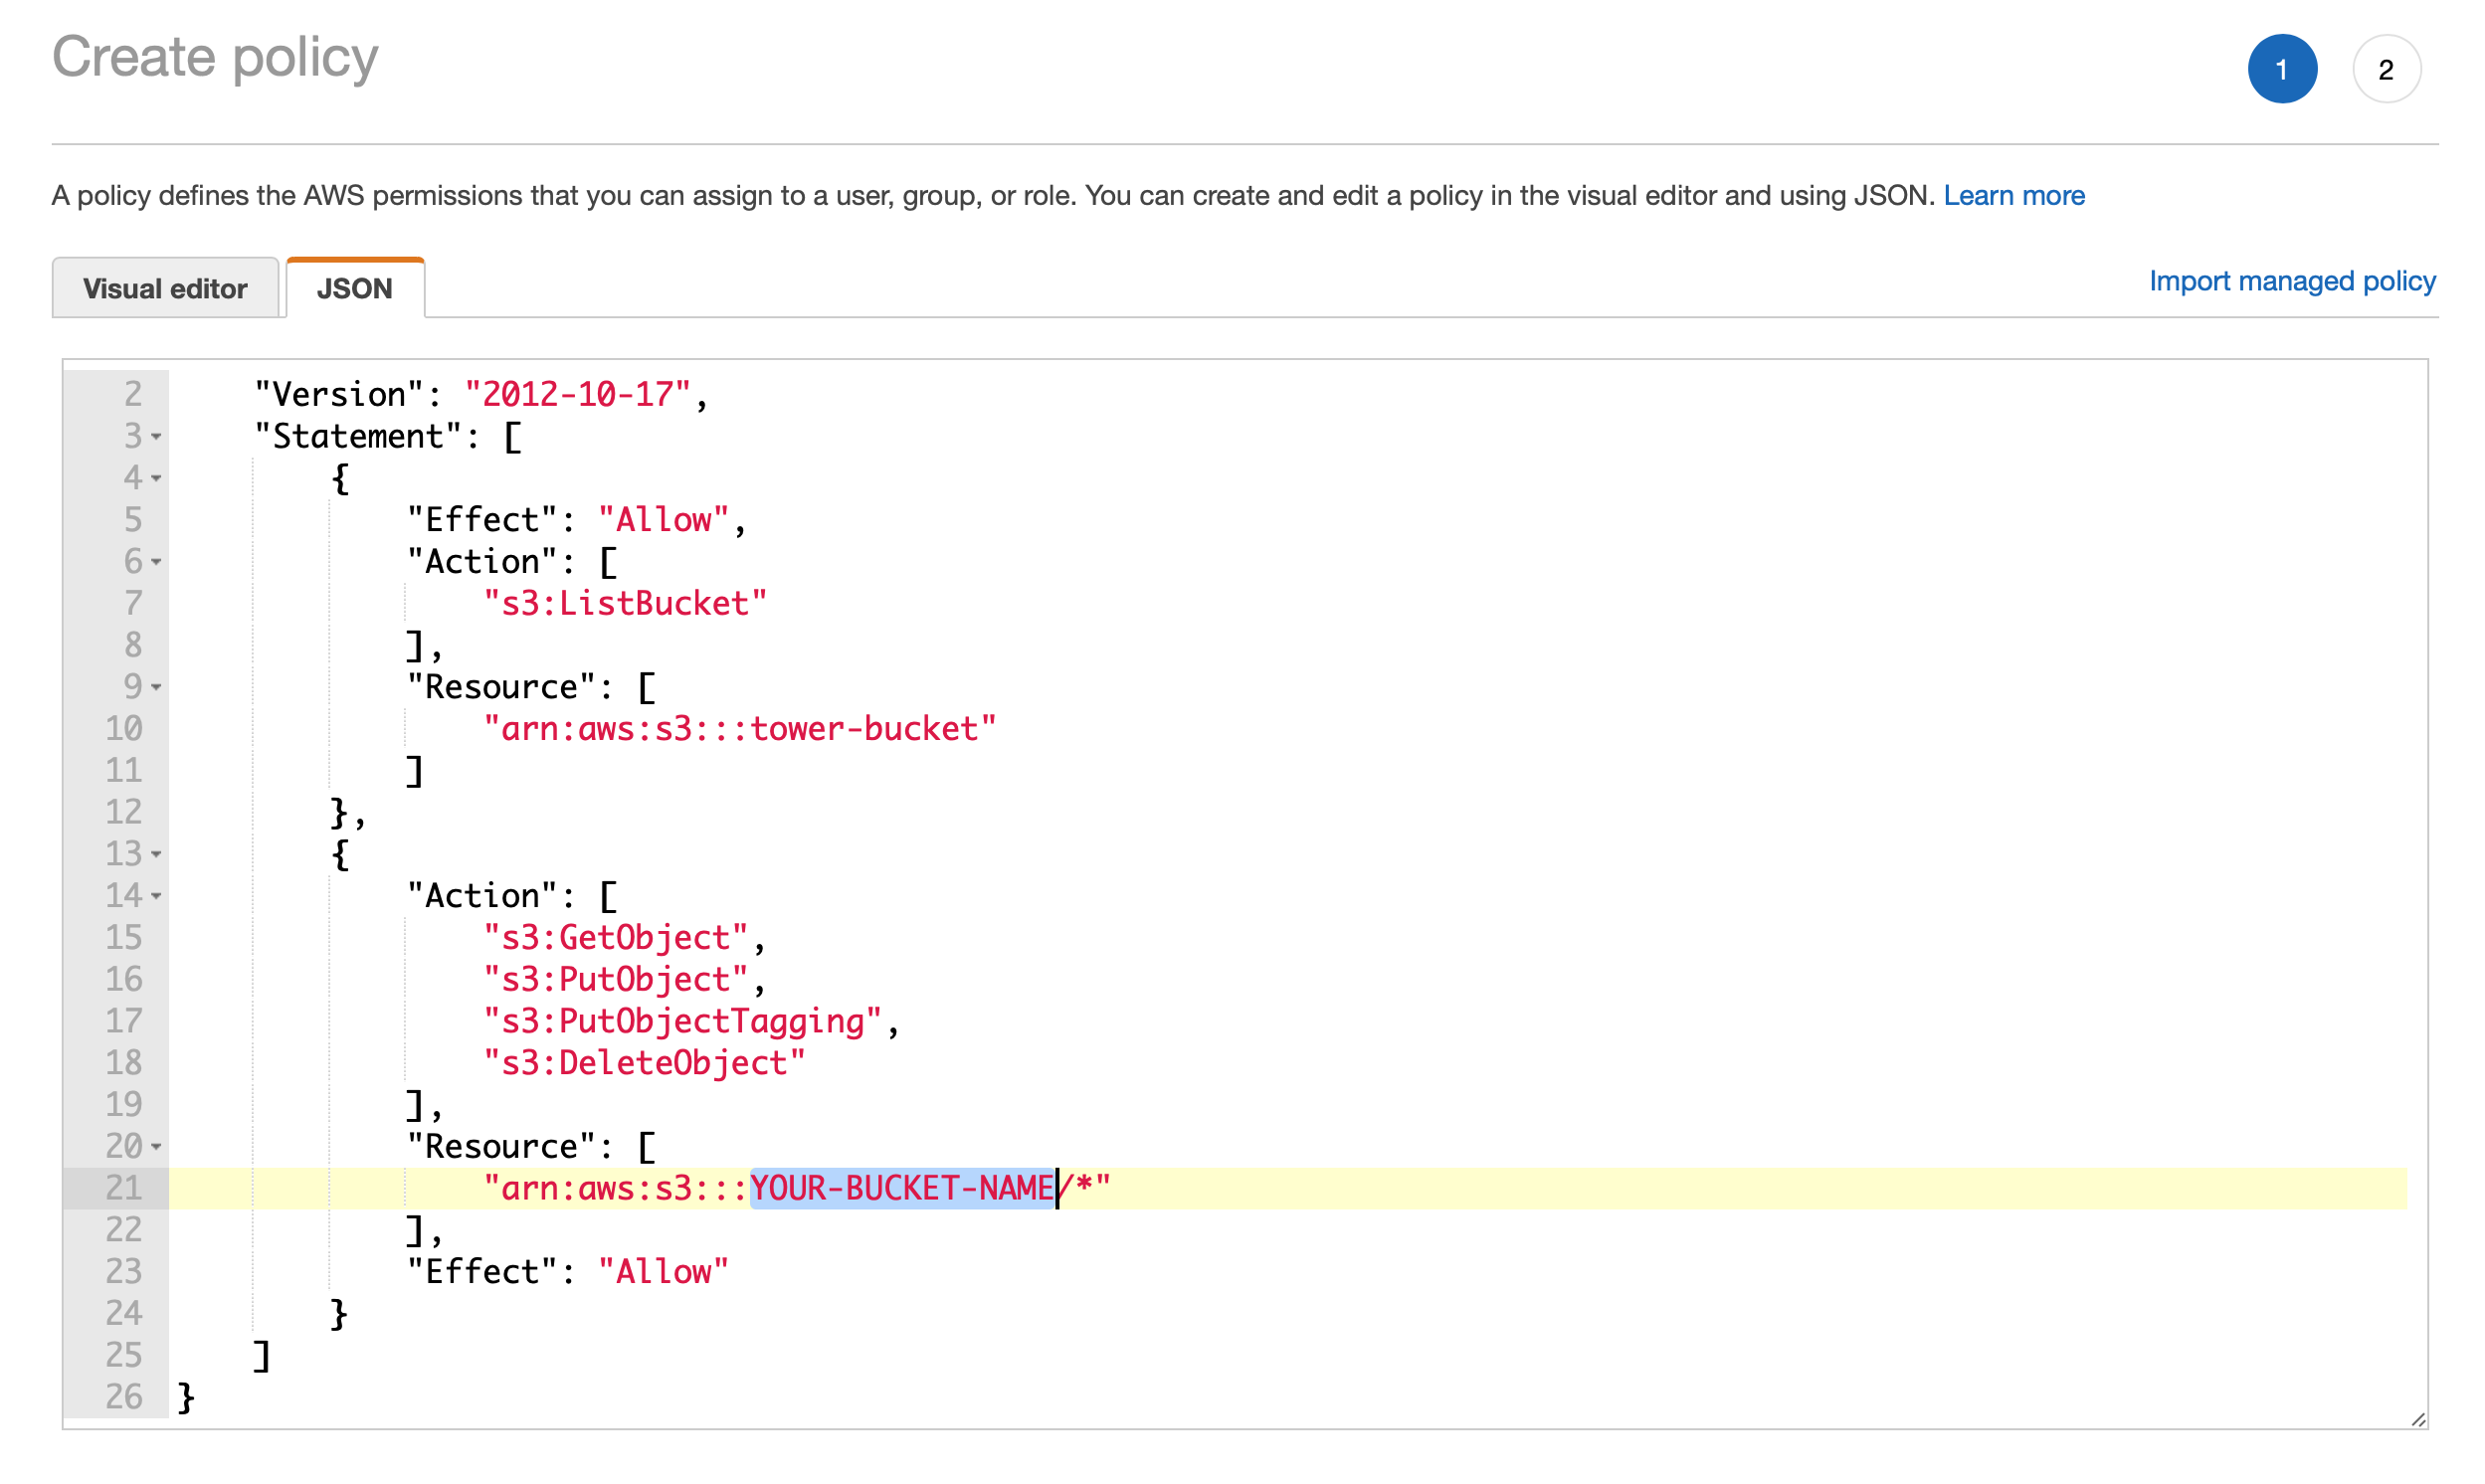 Create policy
1 2
A policy defines the AWS permissions that you can assign to a user, group, or role. You can create and edit a policy in the visual editor and using JSON. Learn more
Visual editor JSON Import managed policy
2 "Version": "2012-10-17",
3 "Statement": [
4 {
5 "Effect": "Allow",
6 "Action": [
7 "s3:ListBucket"
8 ],
9 "Resource": [
10 "arn:aws:s3:::tower-bucket"
11 ]
12 },
13 {
14 "Action": [
15 "s3:GetObject",
16 "s3:PutObject",
17 "s3:PutObjectTagging",
18 "s3:DeleteObject"
19 ],
20 "Resource": [
21 "arn:aws:s3:::YOUR-BUCKET-NAME/*"
22 ],
23 "Effect": "Allow"
24 }
25 ]
26 }